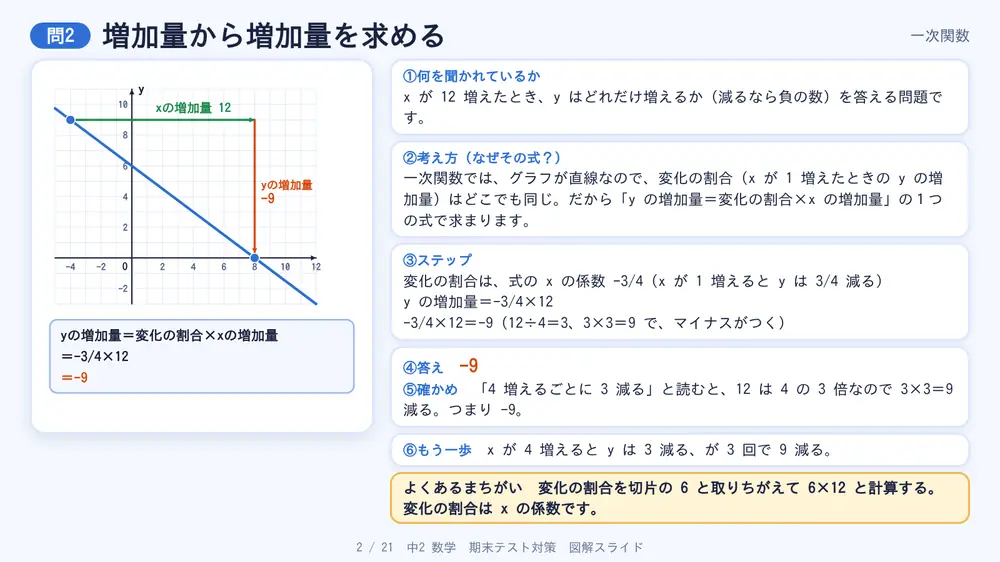 問2 増加量から増加量を求める
一次関数
y
10
8
6
4
2
-2
-4 -2 0 2 4 6 8 10 12
xの増加量 12
yの増加量
-9
yの増加量＝変化の割合×xの増加量
＝-3/4×12
＝-9
①何を聞かれているか
x が 12 増えたとき、y はどれだけ増えるか（減るなら負の数）を答える問題で
す。
②考え方（なぜその式？）
一次関数では、グラフが直線なので、変化の割合（x が 1 増えたときの y の増
加量）はどこでも同じ。だから「y の増加量＝変化の割合×x の増加量」の１つ
の式で求まります。
③ステップ
変化の割合は、式の x の係数 -3/4（x が 1 増えると y は 3/4 減る）
y の増加量＝-3/4×12
-3/4×12＝-9（12÷4＝3、3×3＝9 で、マイナスがつく）
④答え -9
⑤確かめ 「4 増えるごとに 3 減る」と読むと、12 は 4 の 3 倍なので 3×3＝9
減る。つまり -9。
⑥もう一歩 x が 4 増えると y は 3 減る、が 3 回で 9 減る。
よくあるまちがい 変化の割合を切片の 6 と取りちがえて 6×12 と計算する。
変化の割合は x の係数です。
2 / 21 中2 数学 期末テスト対策 図解スライド